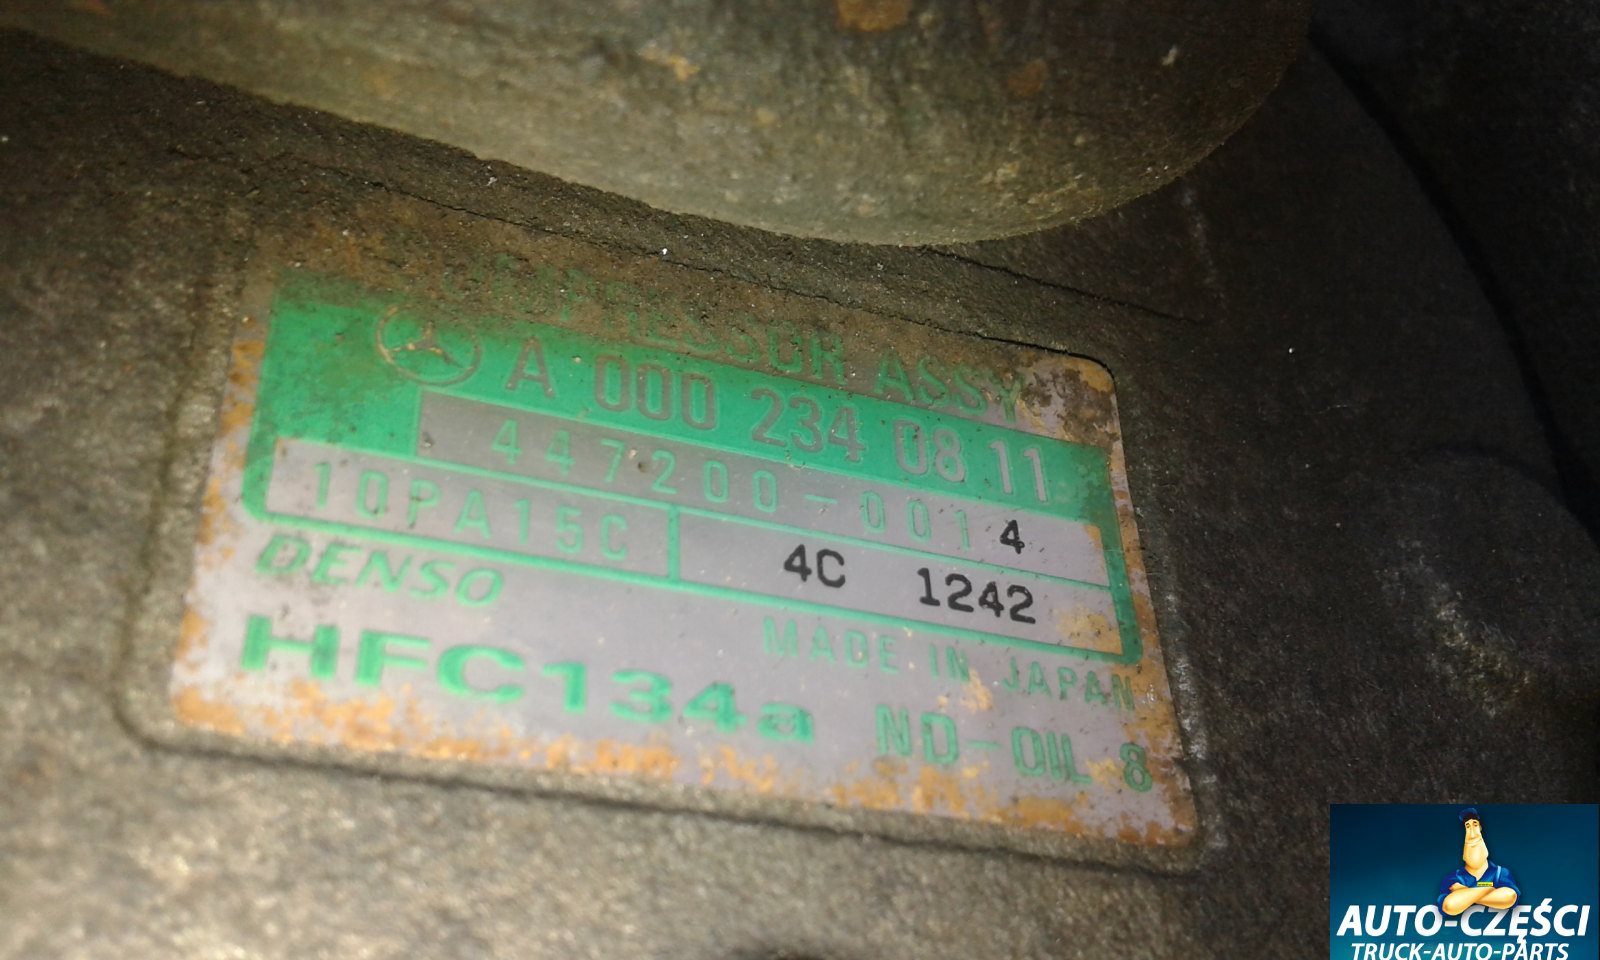 COMPRESSOR ASSY
A 000 234 08 11
447200-0014
10PA15C 4C 1242
DENSO MADE IN JAPAN
HFC134a ND-OIL 8
AUTO-CZĘŚCI
TRUCK-AUTO-PARTS